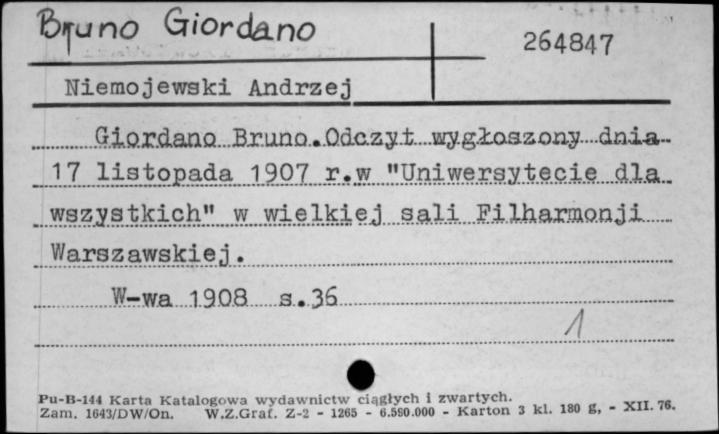 Bruno Giordano
264847
Niemojewski Andrzej
Giordano Bruno.Odczyt wygłoszony dnia
17 listopada 1907 r.w "Uniwersytecie dla
wszystkich" w wielkiej sali Filharmonji
Warszawskiej.
W-wa 1908 s.36
1
Pu-B-144 Karta Katalogowa wydawnictw ciągłych i zwartych.
Zam. 1643/DW/On. W.Z.Graf. Z-2 - 1265 - 6.590.000 - Karton 3 kl. 180 g, - XII. 76.